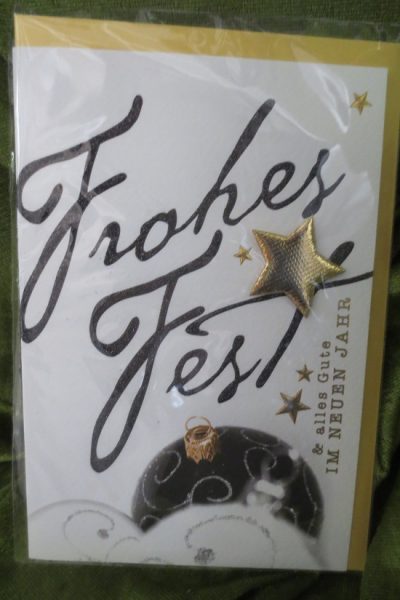 Frohes
Fest
& alles Gute
IM NEUEN JAHR